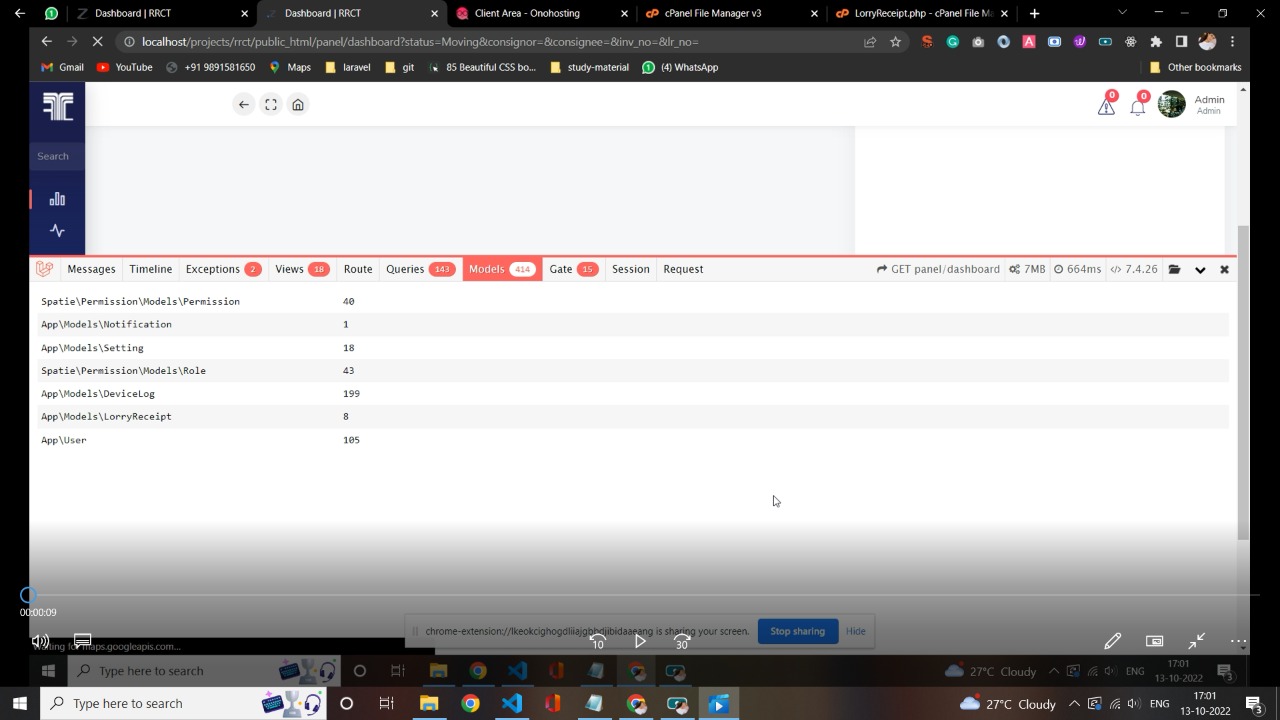 Dashboard | RRCT
Dashboard | RRCT
Client Area - Onohosting
cPanel File Manager v3
LorryReceipt.php - cPanel File Ma
localhost/projects/rrct/public_html/panel/dashboard?status=Moving&consignor=&consignee=&inv_no=&lr_no=
Gmail
YouTube
+91 9891581650
Maps
laravel
git
85 Beautiful CSS bo...
study-material
(4) WhatsApp
Other bookmarks
0
0
Admin
Admin
Search
Messages
Timeline
Exceptions 2
Views 18
Route
Queries 143
Models 414
Gate 15
Session
Request
GET panel/dashboard
7MB
664ms
7.4.26
Spatie\Permission\Models\Permission 40
App\Models\Notification 1
App\Models\Setting 18
Spatie\Permission\Models\Role 43
App\Models\DeviceLog 199
App\Models\LorryReceipt 8
App\User 105
00:00:09
chrome-extension://lkeokcighogdliiajgbbdjibidaaeang is sharing your screen.
Stop sharing
Hide
10
30
Waiting for maps.googleapis.com...
Type here to search
27°C Cloudy
ENG
17:01
13-10-2022
3
Type here to search
27°C Cloudy
ENG
17:01
13-10-2022
3